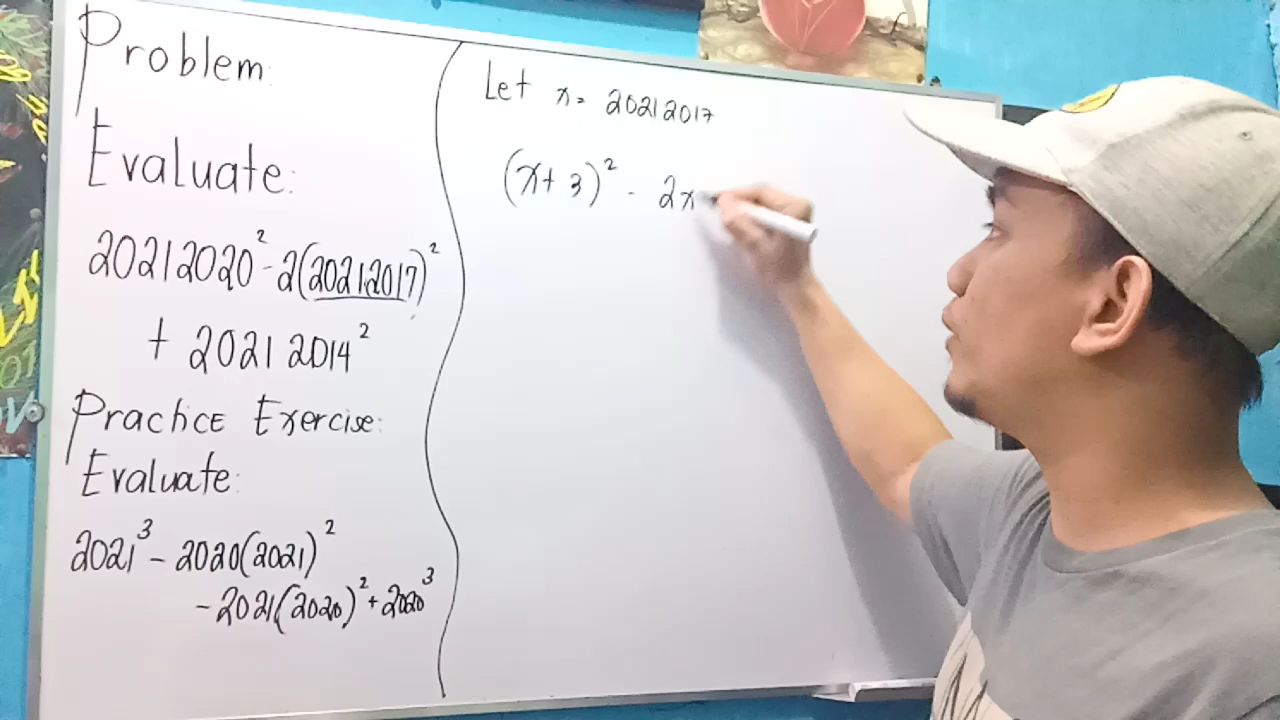 Problem:
Evaluate:
20212020² - 2(20212017)²
+ 20212014²
Practice Exercise:
Evaluate:
2021³ - 2020(2021)²
- 2021(2020)² + 2020³
Let x = 20212017
(x + 3)² - 2x